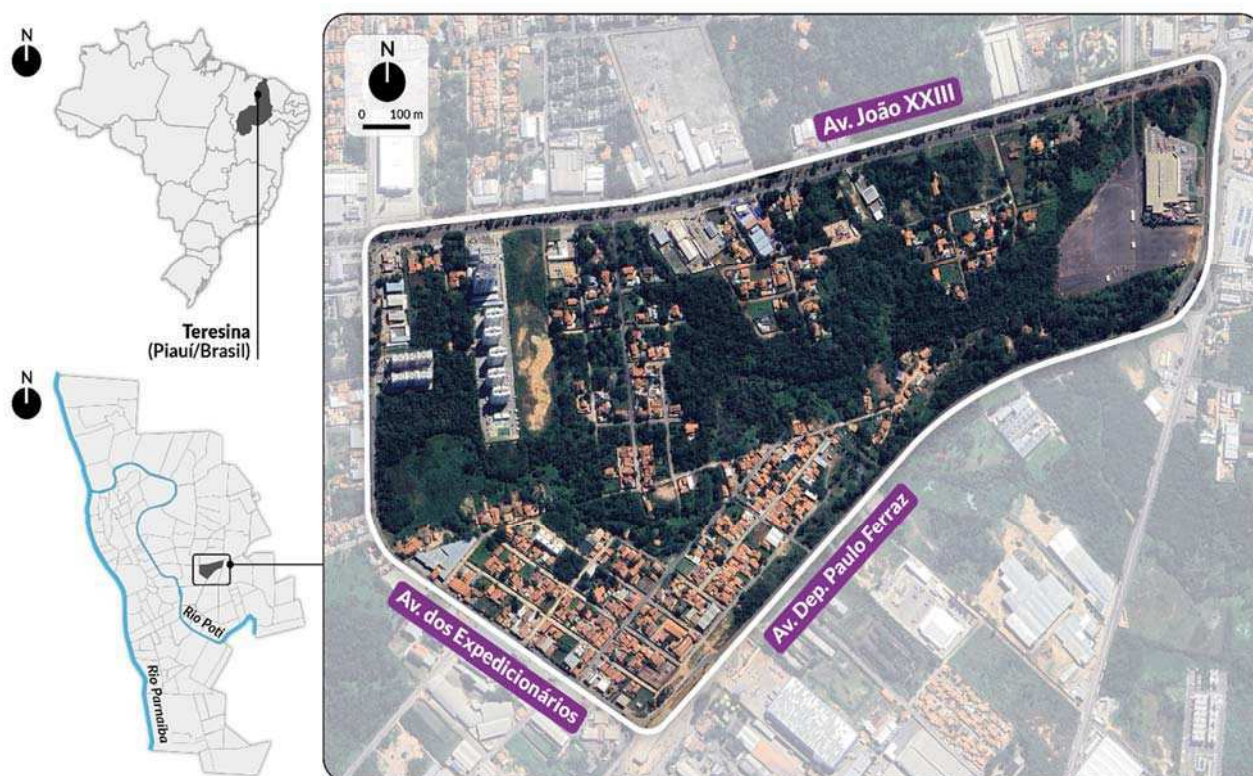 N
Teresina
(Piauí/Brasil)
N
Rio Poti
Rio Parnaíba
N
0 100 m
Av. João XXIII
Av. Dep. Paulo Ferraz
Av. dos Expedicionários